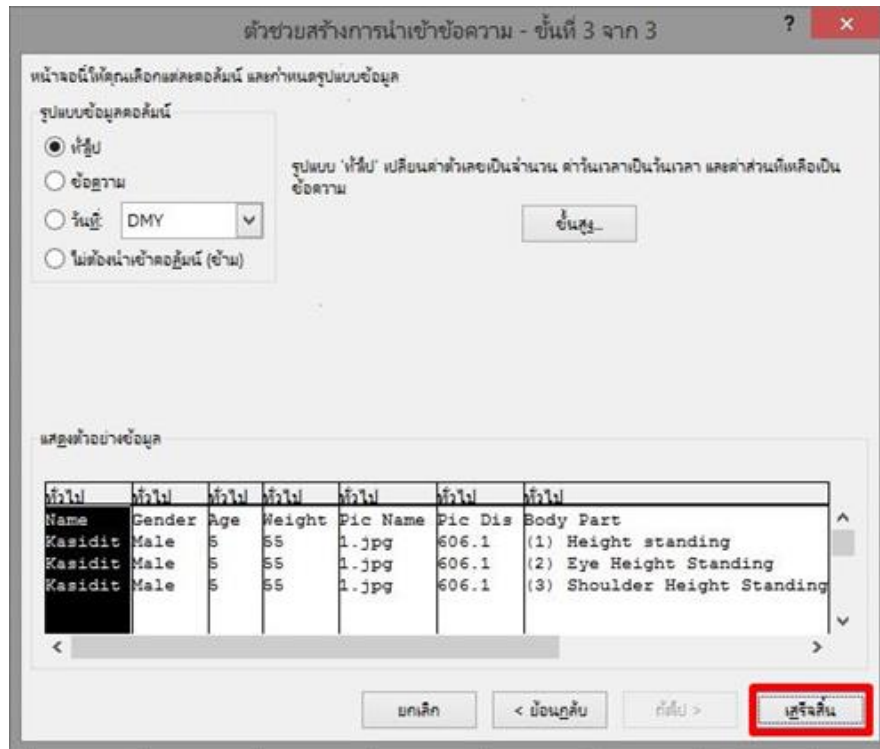 ตัวช่วยสร้างการนำเข้าข้อความ - ขั้นที่ 3 จาก 3
?
×
หน้าจอนี้ให้คุณเลือกแต่ละคอลัมน์ และกำหนดรูปแบบข้อมูล
รูปแบบข้อมูลคอลัมน์
ทั่วไป
ข้อความ
วันที่: DMY
ไม่ต้องนำเข้าคอลัมน์ (ข้าม)
รูปแบบ 'ทั่วไป' เปลี่ยนค่าตัวเลขเป็นจำนวน ค่าวันเวลาเป็นวันเวลา และค่าส่วนที่เหลือเป็น
ข้อความ
ขั้นสูง...
แสดงตัวอย่างข้อมูล
ทั่วไป ทั่วไป ทั่วไป ทั่วไป ทั่วไป ทั่วไป ทั่วไป
Name Gender Age Weight Pic Name Pic Dis Body Part
Kasidit Male 5 55 1.jpg 606.1 (1) Height standing
Kasidit Male 5 55 1.jpg 606.1 (2) Eye Height Standing
Kasidit Male 5 55 1.jpg 606.1 (3) Shoulder Height Standing
ยกเลิก < ย้อนกลับ ถัดไป > เสร็จสิ้น